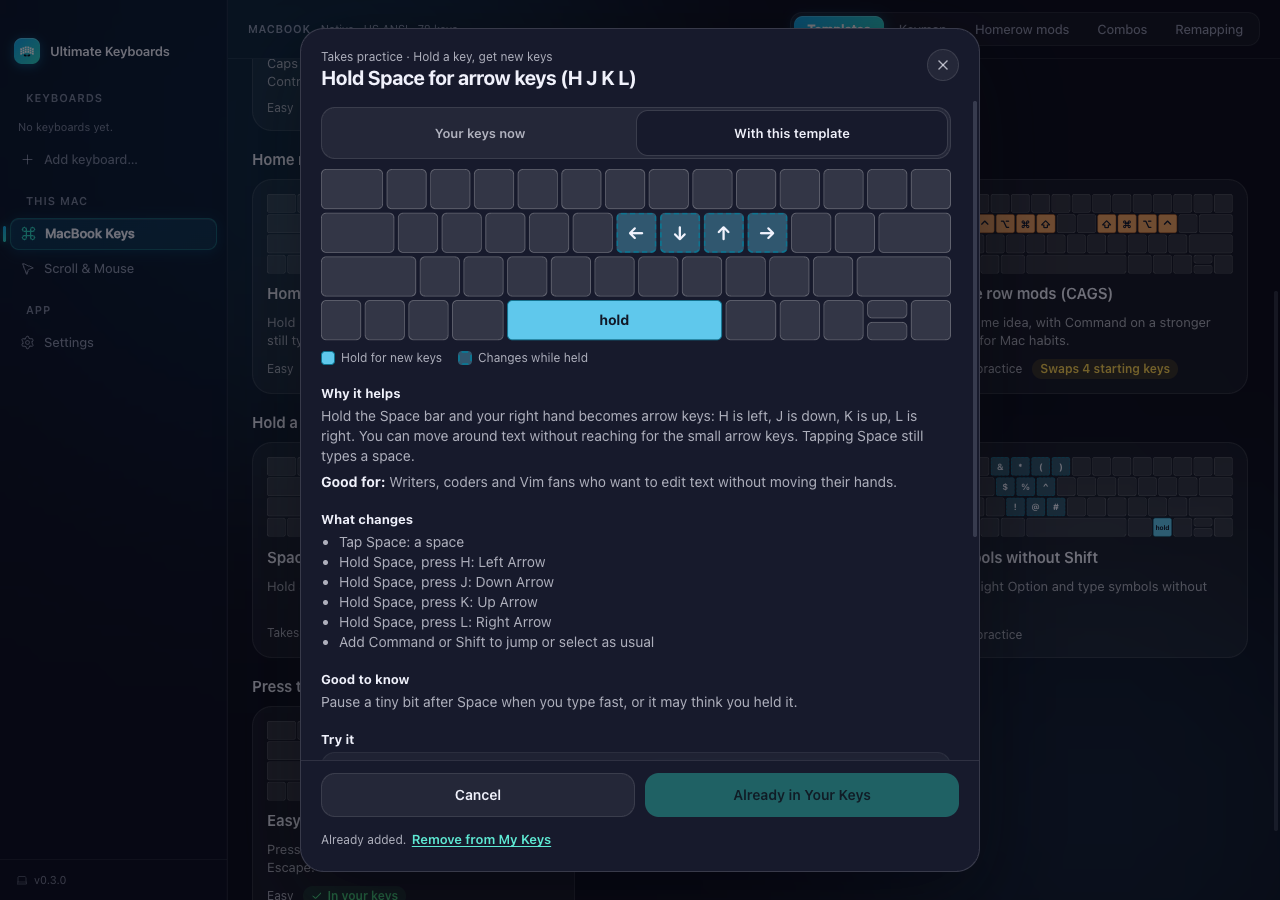 Ultimate Keyboards
KEYBOARDS
No keyboards yet.
Add keyboard...
THIS MAC
MacBook Keys
Scroll & Mouse
APP
Settings
v0.3.0
MACBOOK
Homerow mods
Combos
Remapping
Caps
Contr
Easy
Home
Hom
Hold
still ty
Easy
row mods (CAGS)
me idea, with Command on a stronger
for Mac habits.
practice
Swaps 4 starting keys
Hold a
Spac
Hold
Takes
& * ( )
$ % ^
! @ #
hold
ols without Shift
ight Option and type symbols without
practice
Press t
Easy
Press
Escape.
Easy
In your keys
Takes practice · Hold a key, get new keys
Hold Space for arrow keys (H J K L)
Your keys now
With this template
hold
Hold for new keys
Changes while held
Why it helps
Hold the Space bar and your right hand becomes arrow keys: H is left, J is down, K is up, L is
right. You can move around text without reaching for the small arrow keys. Tapping Space still
types a space.
Good for: Writers, coders and Vim fans who want to edit text without moving their hands.
What changes
Tap Space: a space
Hold Space, press H: Left Arrow
Hold Space, press J: Down Arrow
Hold Space, press K: Up Arrow
Hold Space, press L: Right Arrow
Add Command or Shift to jump or select as usual
Good to know
Pause a tiny bit after Space when you type fast, or it may think you held it.
Try it
Cancel
Already in Your Keys
Already added. Remove from My Keys